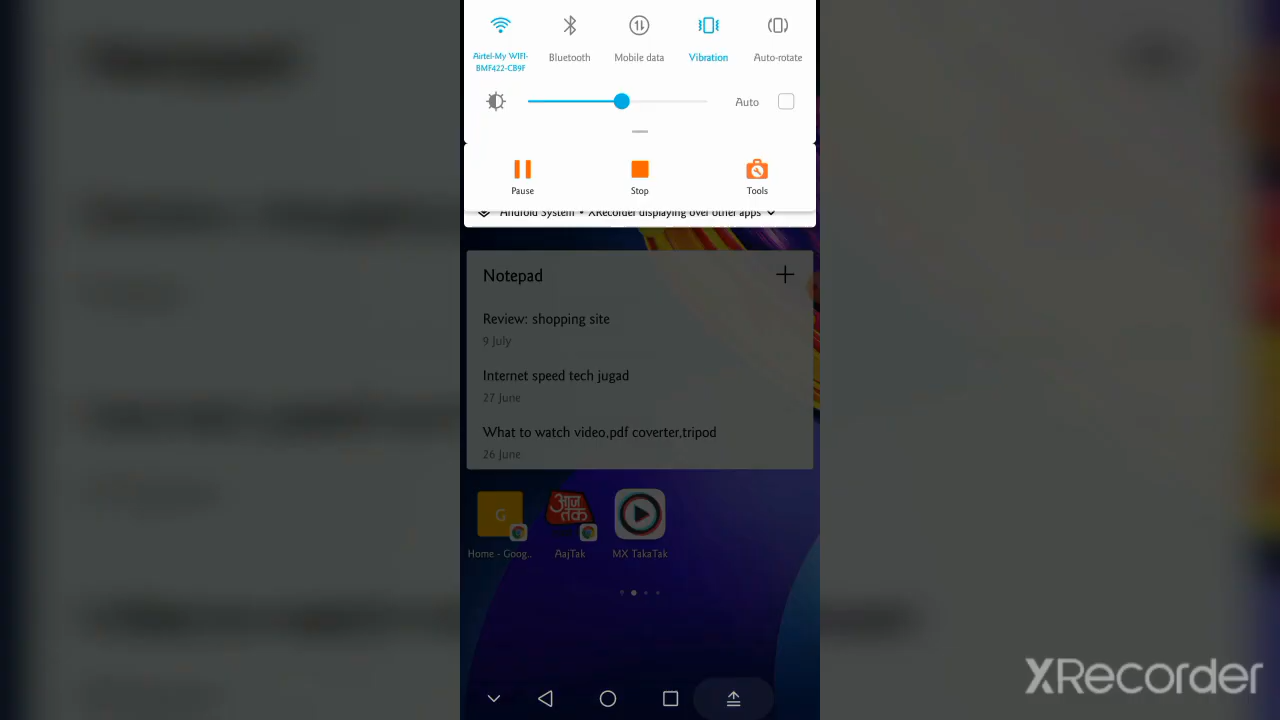 Airtel-My WIFI-
BMF422-CB9F
Bluetooth
Mobile data
Vibration
Auto-rotate
Auto
Pause
Stop
Tools
Android System • XRecorder displaying over other apps
Notepad
Review: shopping site
9 July
Internet speed tech jugad
27 June
What to watch video,pdf coverter,tripod
26 June
G
आज
तक
Home - Goog..
AajTak
MX TakaTak
XRecorder